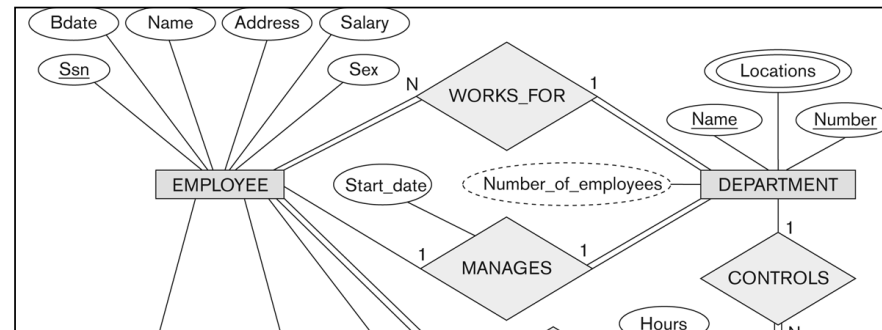 Bdate
Name
Address
Salary
Ssn
Sex
N
WORKS_FOR
1
Locations
Name
Number
EMPLOYEE
Start_date
Number_of_employees
DEPARTMENT
1
MANAGES
1
1
CONTROLS
Hours
N